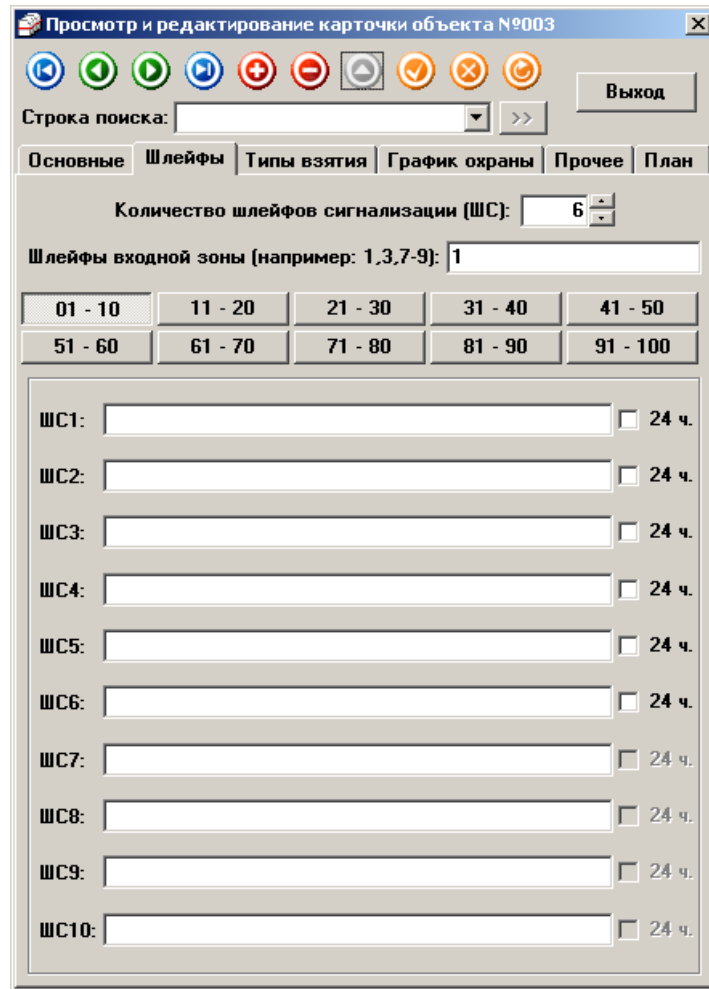 Просмотр и редактирование карточки объекта №003
Выход
Строка поиска:
>>
Основные Шлейфы Типы взятия График охраны Прочее План
Количество шлейфов сигнализации (ШС): 6
Шлейфы входной зоны (например: 1,3,7-9): 1
01 - 10 11 - 20 21 - 30 31 - 40 41 - 50
51 - 60 61 - 70 71 - 80 81 - 90 91 - 100
ШС1: 24 ч.
ШС2: 24 ч.
ШС3: 24 ч.
ШС4: 24 ч.
ШС5: 24 ч.
ШС6: 24 ч.
ШС7: 24 ч.
ШС8: 24 ч.
ШС9: 24 ч.
ШС10: 24 ч.